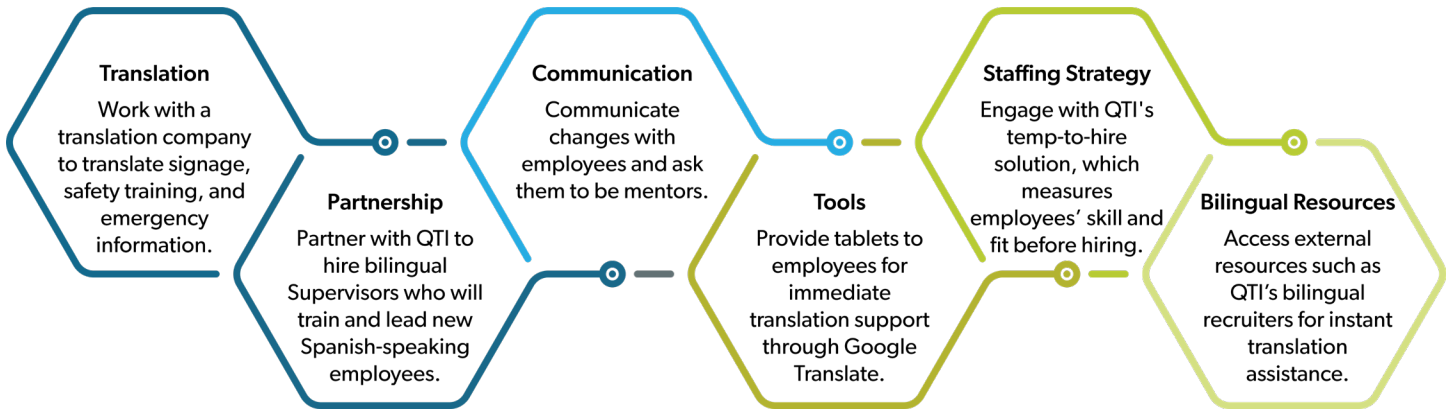 Translation
Work with a
translation company
to translate signage,
safety training, and
emergency
information.
Partnership
Partner with QTI to
hire bilingual
Supervisors who will
train and lead new
Spanish-speaking
employees.
Communication
Communicate
changes with
employees and ask
them to be mentors.
Tools
Provide tablets to
employees for
immediate
translation support
through Google
Translate.
Staffing Strategy
Engage with QTI's
temp-to-hire
solution, which
measures
employees’ skill and
fit before hiring.
Bilingual Resources
Access external
resources such as
QTI’s bilingual
recruiters for instant
translation
assistance.